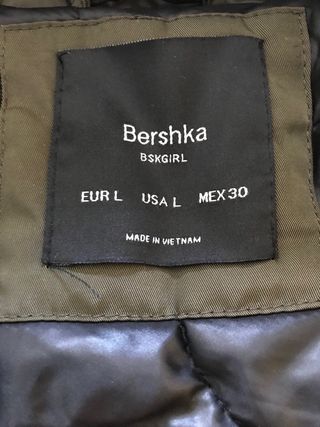 Bershka
BSKGIRL
EUR L USA L MEX 30
MADE IN VIETNAM